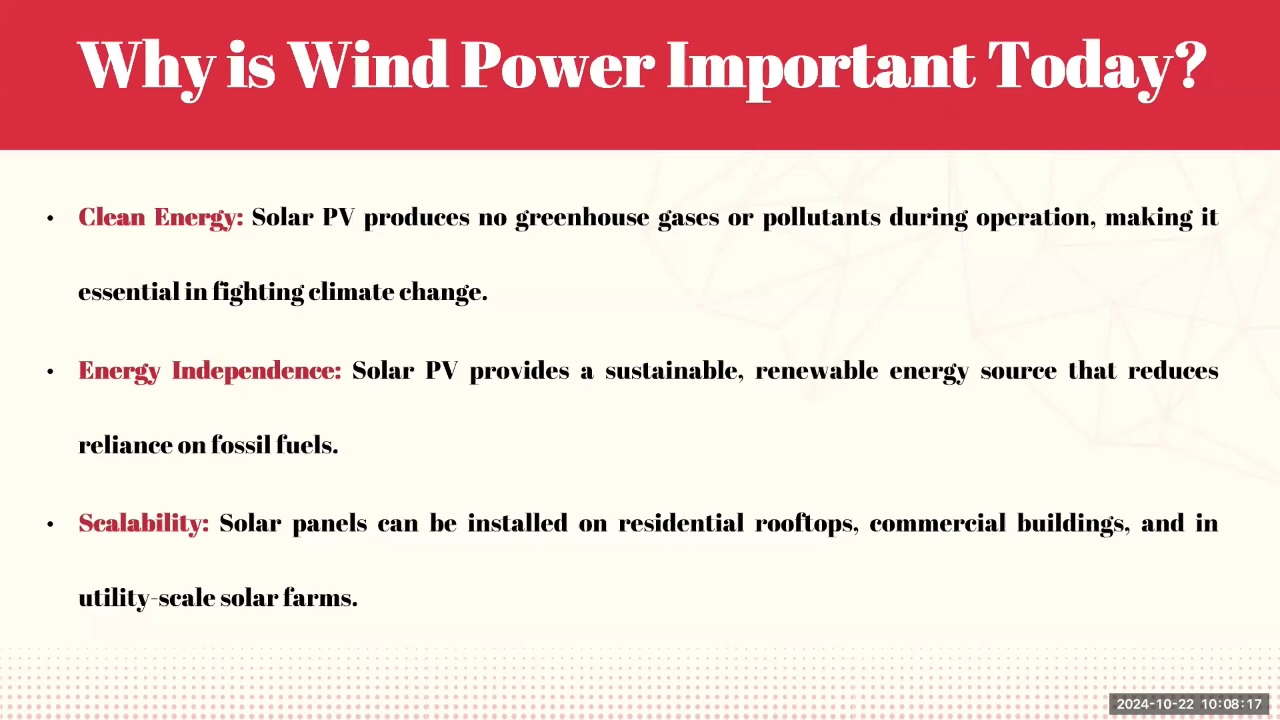 Why is Wind Power Important Today?
• Clean Energy: Solar PV produces no greenhouse gases or pollutants during operation, making it
essential in fighting climate change.
• Energy Independence: Solar PV provides a sustainable, renewable energy source that reduces
reliance on fossil fuels.
• Scalability: Solar panels can be installed on residential rooftops, commercial buildings, and in
utility-scale solar farms.
2024-10-22 10:08:17